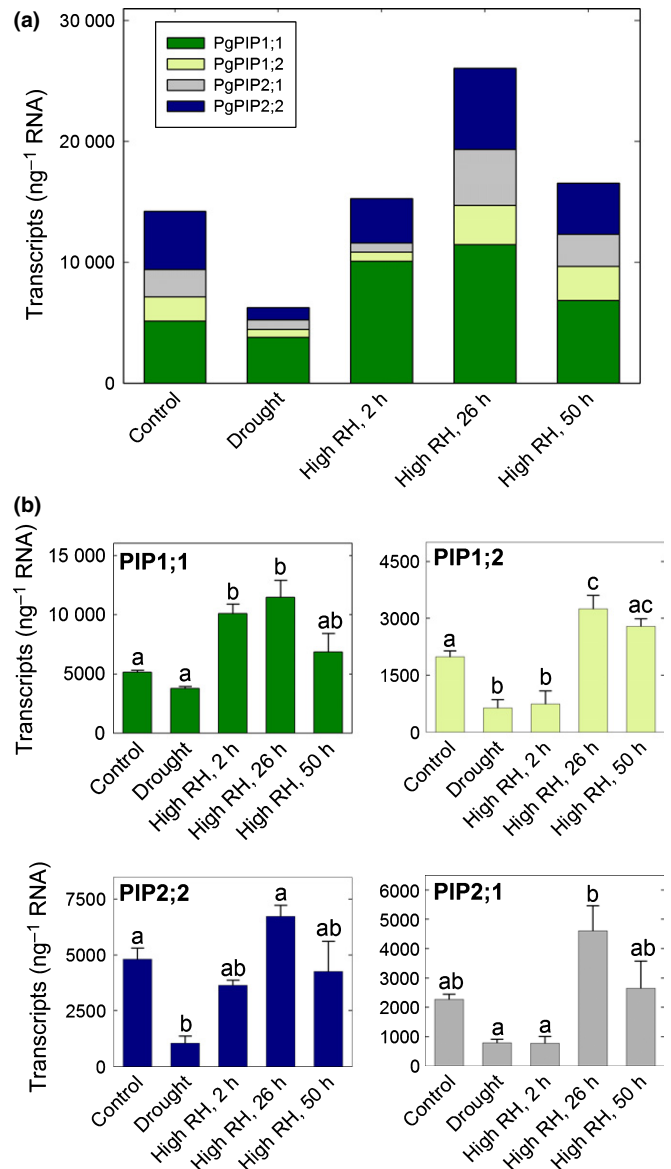 (a)
30 000
20 000
10 000
0
Transcripts (ng⁻¹ RNA)
PgPIP1;1
PgPIP1;2
PgPIP2;1
PgPIP2;2
Control
Drought
High RH, 2 h
High RH, 26 h
High RH, 50 h
(b)
PIP1;1
15 000
10 000
5000
0
Transcripts (ng⁻¹ RNA)
a
a
b
b
ab
Control
Drought
High RH, 2 h
High RH, 26 h
High RH, 50 h
PIP1;2
4500
3000
1500
0
a
b
b
c
ac
Control
Drought
High RH, 2 h
High RH, 26 h
High RH, 50 h
PIP2;2
7500
5000
2500
0
Transcripts (ng⁻¹ RNA)
a
b
ab
a
ab
Control
Drought
High RH, 2 h
High RH, 26 h
High RH, 50 h
PIP2;1
6000
5000
4000
3000
2000
1000
0
ab
a
a
b
ab
Control
Drought
High RH, 2 h
High RH, 26 h
High RH, 50 h